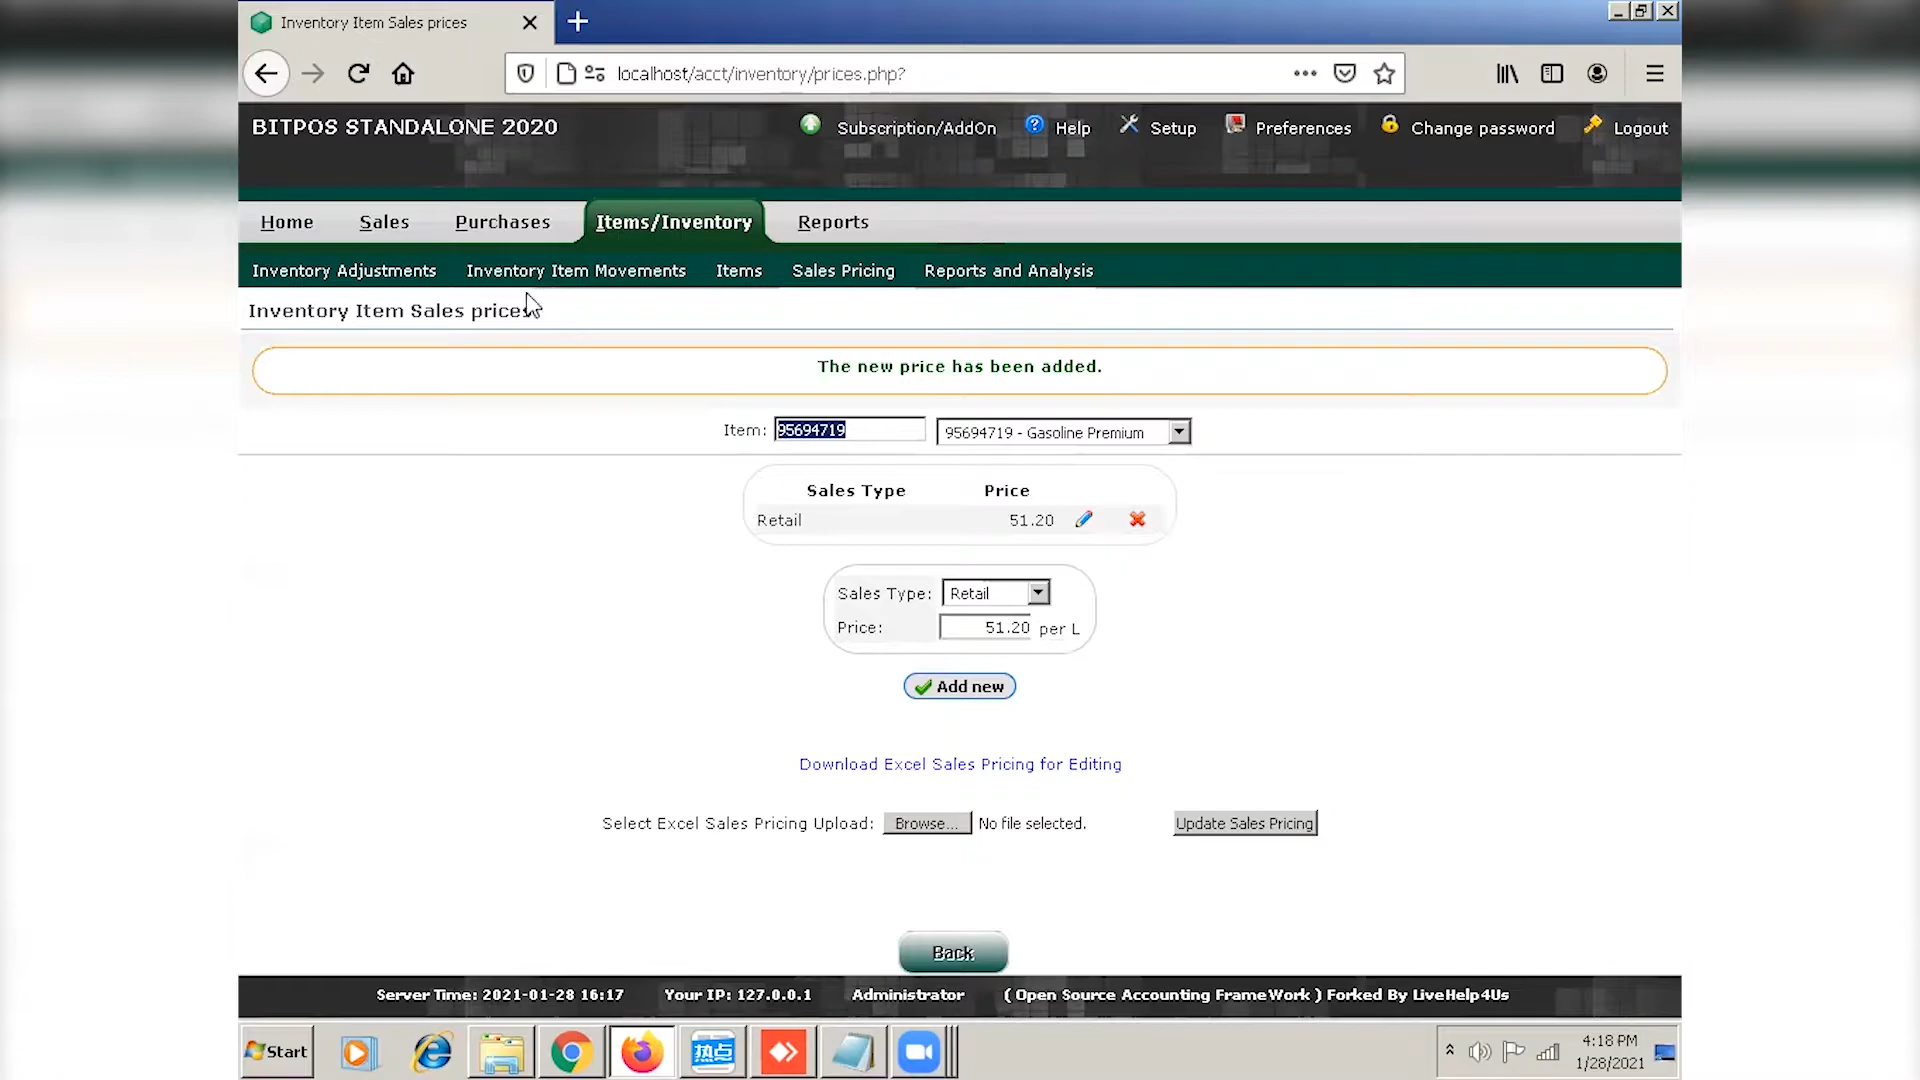 Inventory Item Sales prices
localhost/acct/inventory/prices.php?
BITPOS STANDALONE 2020
Subscription/AddOn Help Setup Preferences Change password Logout
Home Sales Purchases Items/Inventory Reports
Inventory Adjustments Inventory Item Movements Items Sales Pricing Reports and Analysis
Inventory Item Sales prices
The new price has been added.
Item: 95694719 95694719 - Gasoline Premium
Sales Type Price
Retail 51.20
Sales Type: Retail
Price: 51.20 per L
Add new
Download Excel Sales Pricing for Editing
Select Excel Sales Pricing Upload: Browse... No file selected. Update Sales Pricing
Back
Server Time: 2021-01-28 16:17 Your IP: 127.0.0.1 Administrator ( Open Source Accounting FrameWork ) Forked By LiveHelp4Us
Start 热点 4:18 PM
1/28/2021